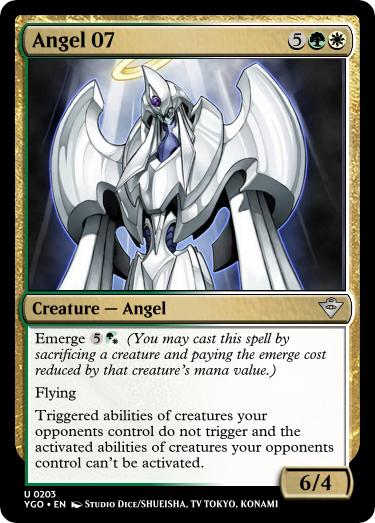 Angel 07 5
Creature — Angel
Emerge 5 (You may cast this spell by
sacrificing a creature and paying the emerge cost
reduced by that creature's mana value.)
Flying
Triggered abilities of creatures your
opponents control do not trigger and the
activated abilities of creatures your opponents
control can't be activated.
6/4
U 0203
YGO • EN Studio Dice/SHUEISHA, TV TOKYO, KONAMI